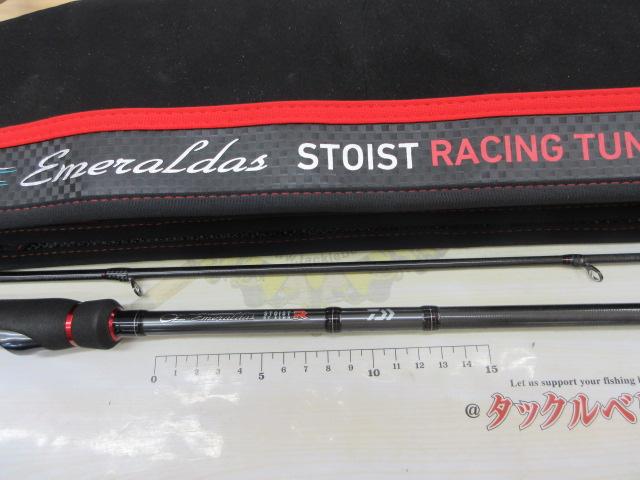 Emeraldas STOIST RACING TUN
Emeraldas STOIST
0 5 10 15
Let us support your fishing l
@タックルベ